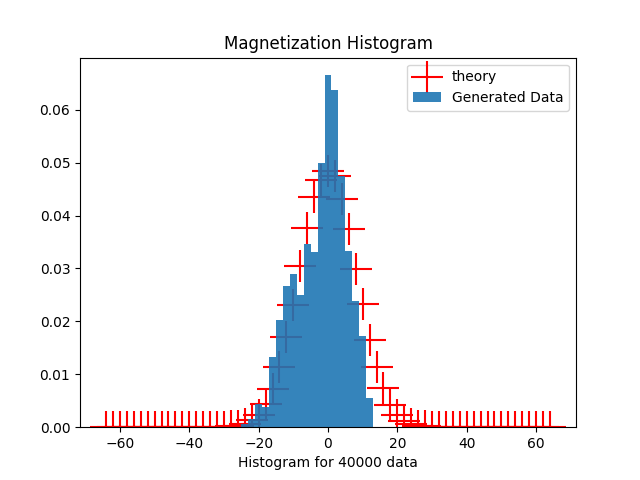 Magnetization Histogram
theory
Generated Data
0.06
0.05
0.04
0.03
0.02
0.01
0.00
−60 −40 −20 0 20 40 60
Histogram for 40000 data